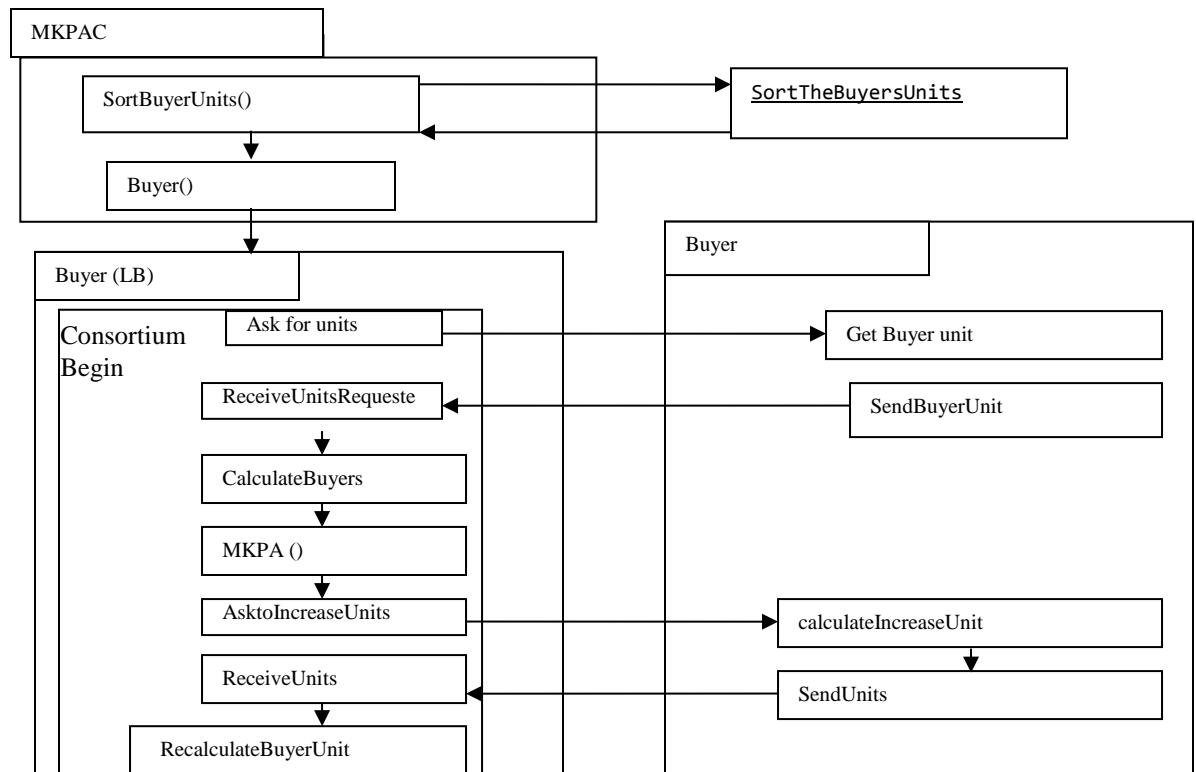 MKPAC
SortBuyerUnits()
SortTheBuyersUnits
Buyer()
Buyer
Buyer (LB)
Consortium
Begin
Ask for units
Get Buyer unit
ReceiveUnitsRequeste
SendBuyerUnit
CalculateBuyers
MKPA ()
AsktoIncreaseUnits
calculateIncreaseUnit
ReceiveUnits
SendUnits
RecalculateBuyerUnit